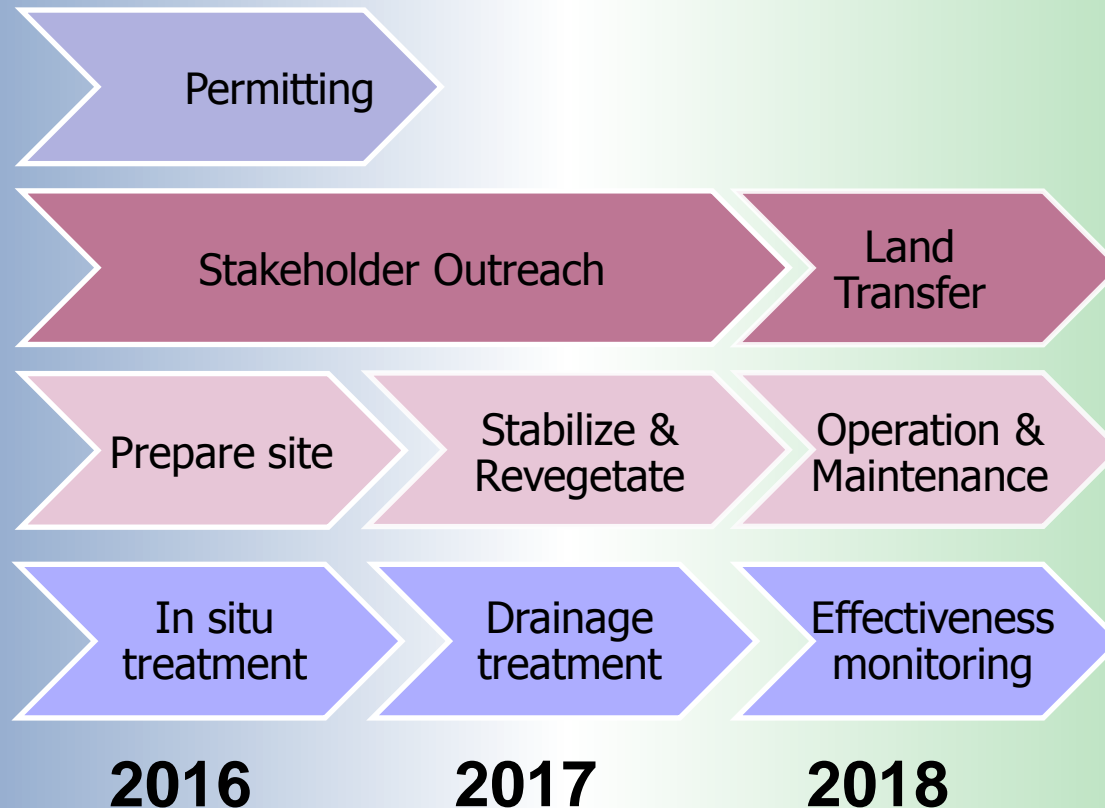 Permitting
Stakeholder Outreach
Land
Transfer
Prepare site
Stabilize &
Revegetate
Operation &
Maintenance
In situ
treatment
Drainage
treatment
Effectiveness
monitoring
2016
2017
2018